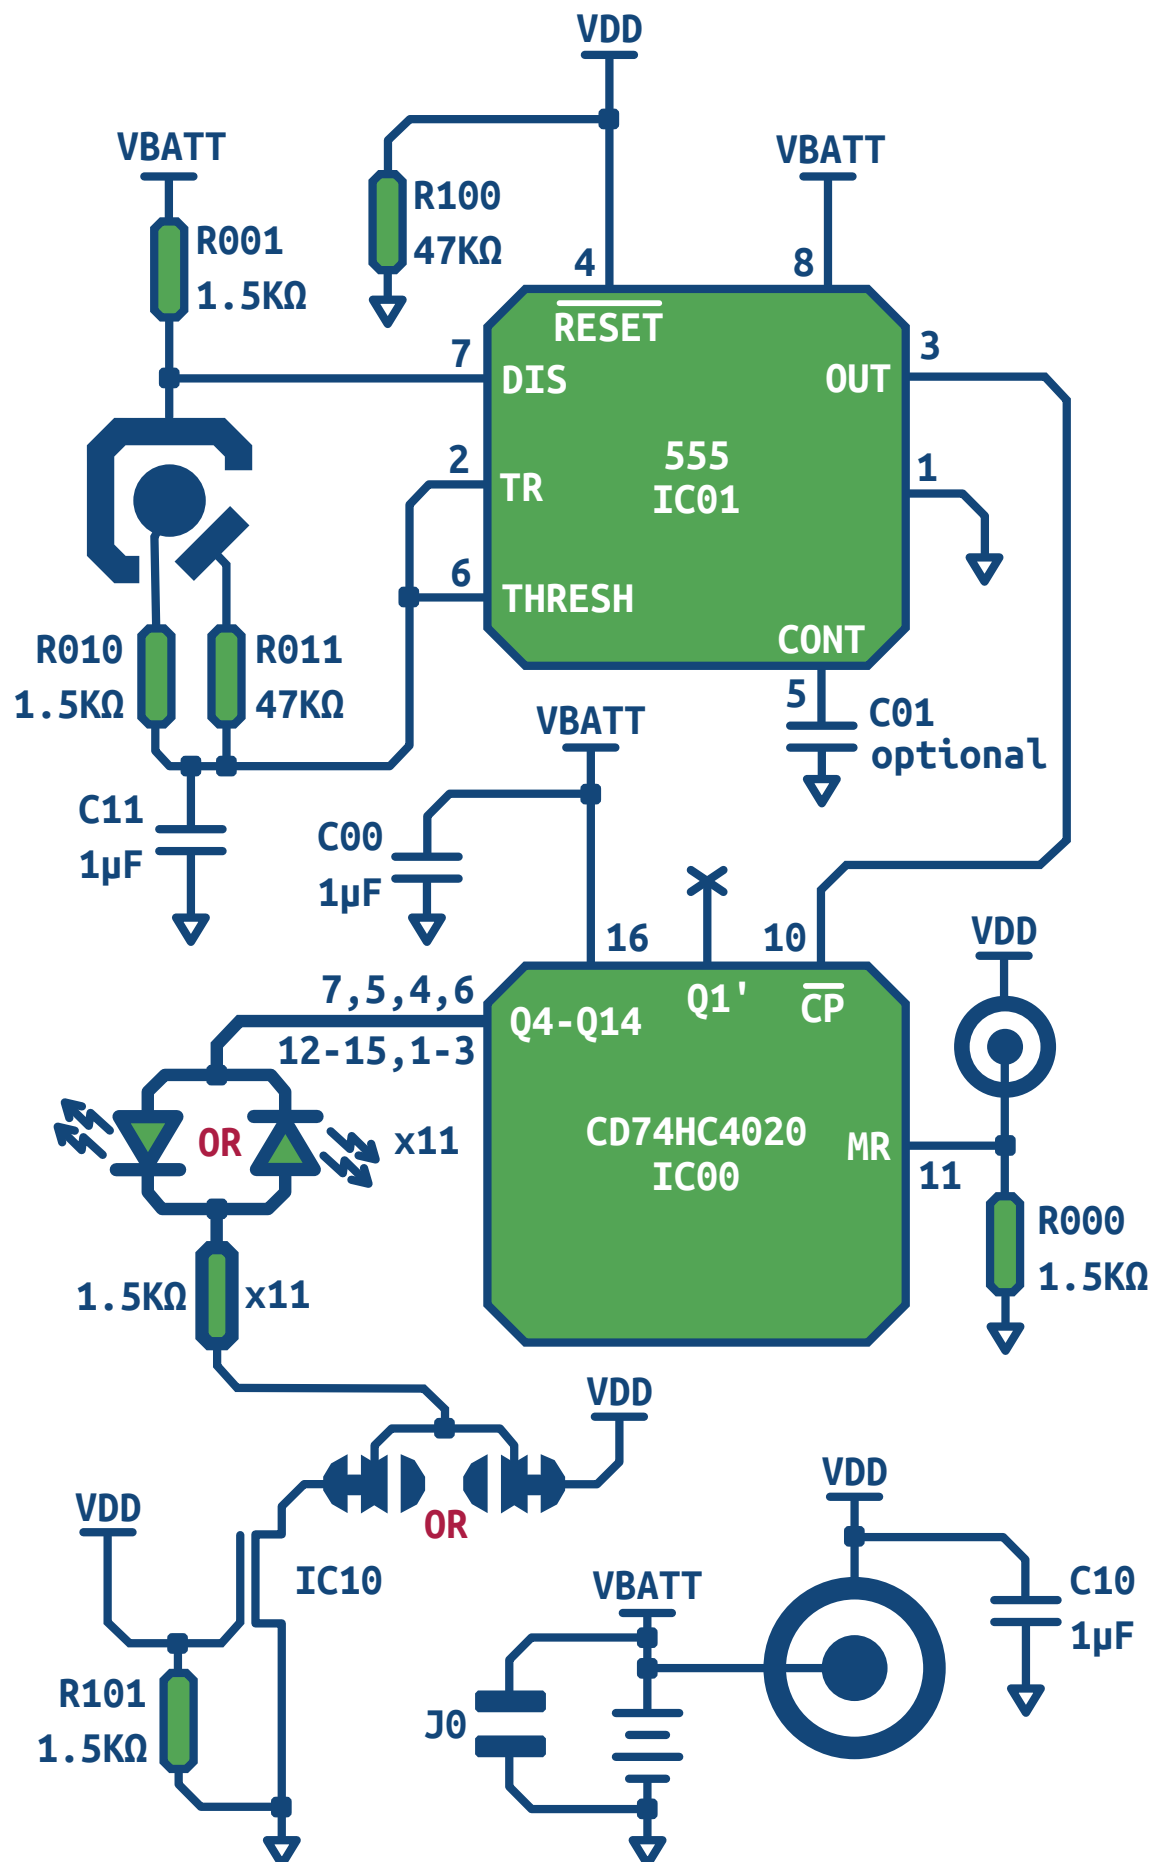 VDD
VBATT
VBATT
R100
47KΩ
R001
1.5KΩ
4
8
RESET
7
DIS
3
OUT
2
TR
555
IC01
1
6
THRESH
CONT
R010
1.5KΩ
R011
47KΩ
5
C01
optional
VBATT
C11
1µF
C00
1µF
16
10
VDD
7,5,4,6
Q4-Q14
Q1'
CP
12-15,1-3
OR
x11
CD74HC4020
IC00
MR
11
R000
1.5KΩ
1.5KΩ
x11
VDD
VDD
OR
VDD
IC10
VBATT
C10
1µF
R101
1.5KΩ
J0